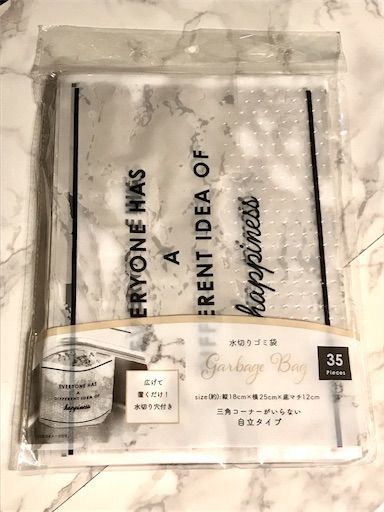 EVERYONE HAS
A
DIFFERENT IDEA OF
happiness
水切りゴミ袋
Garbage Bag
35
Pieces
size(約):縦18cm×横25cm×底マチ12cm
三角コーナーがいらない
自立タイプ
広げて
置くだけ!
水切り穴付き
EVERYONE HAS
A
DIFFERENT IDEA OF
happiness